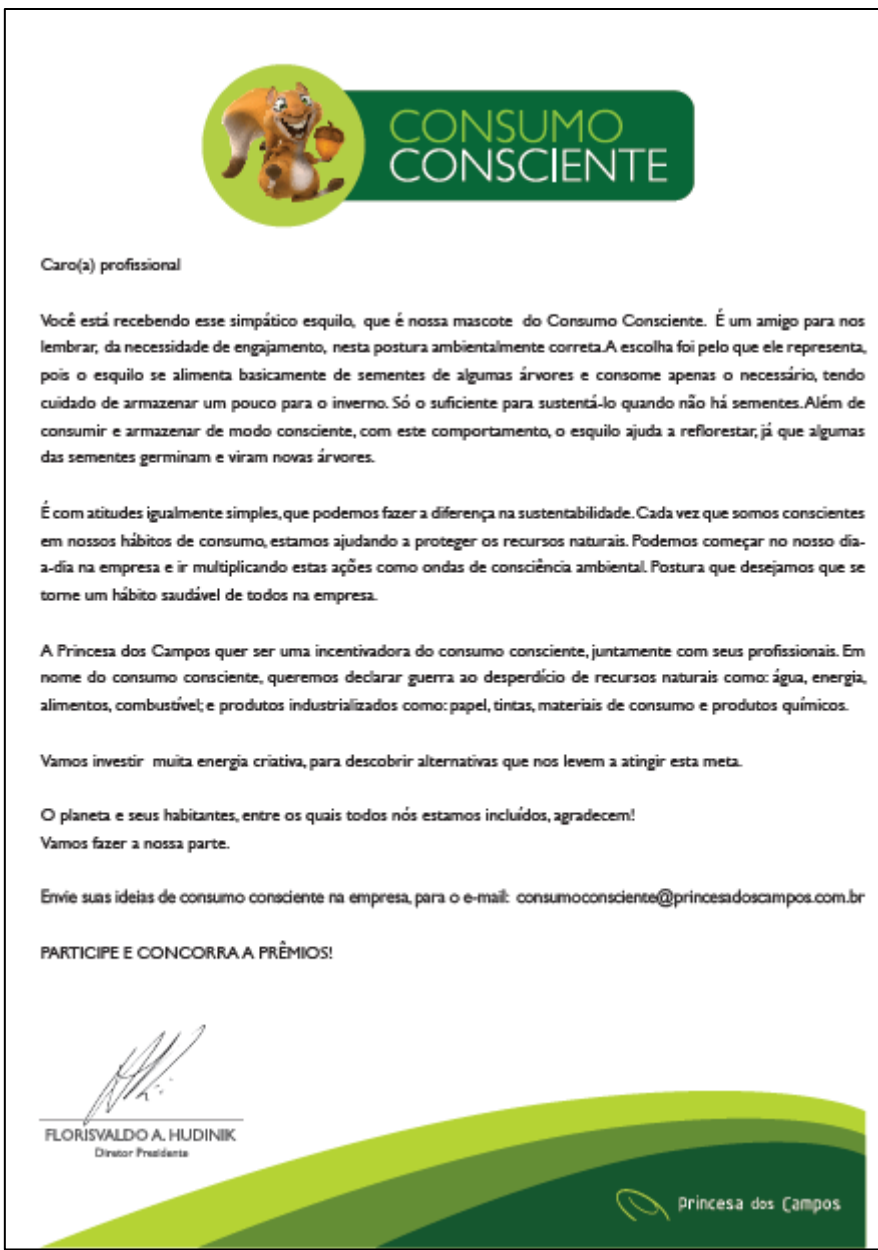 CONSUMO
CONSCIENTE
Caro(a) profissional
Você está recebendo esse simpático esquilo, que é nossa mascote do Consumo Consciente. É um amigo para nos
lembrar, da necessidade de engajamento, nesta postura ambientalmente correta. A escolha foi pelo que ele representa,
pois o esquilo se alimenta basicamente de sementes de algumas árvores e consome apenas o necessário, tendo
cuidado de armazenar um pouco para o inverno. Só o suficiente para sustentá-lo quando não há sementes. Além de
consumir e armazenar de modo consciente, com este comportamento, o esquilo ajuda a reflorestar, já que algumas
das sementes germinam e viram novas árvores.
É com atitudes igualmente simples, que podemos fazer a diferença na sustentabilidade. Cada vez que somos conscientes
em nossos hábitos de consumo, estamos ajudando a proteger os recursos naturais. Podemos começar no nosso dia-
a-dia na empresa e ir multiplicando estas ações como ondas de consciência ambiental. Postura que desejamos que se
torne um hábito saudável de todos na empresa.
A Princesa dos Campos quer ser uma incentivadora do consumo consciente, juntamente com seus profissionais. Em
nome do consumo consciente, queremos declarar guerra ao desperdício de recursos naturais como: água, energia,
alimentos, combustível; e produtos industrializados como: papel, tintas, materiais de consumo e produtos químicos.
Vamos investir muita energia criativa, para descobrir alternativas que nos levem a atingir esta meta.
O planeta e seus habitantes, entre os quais todos nós estamos incluídos, agradecem!
Vamos fazer a nossa parte.
Envie suas ideias de consumo consciente na empresa, para o e-mail: consumoconsciente@princesadoscampos.com.br
PARTICIPE E CONCORRA A PRÊMIOS!
FLORISVALDO A. HUDINIK
Diretor Presidente
Princesa dos Campos